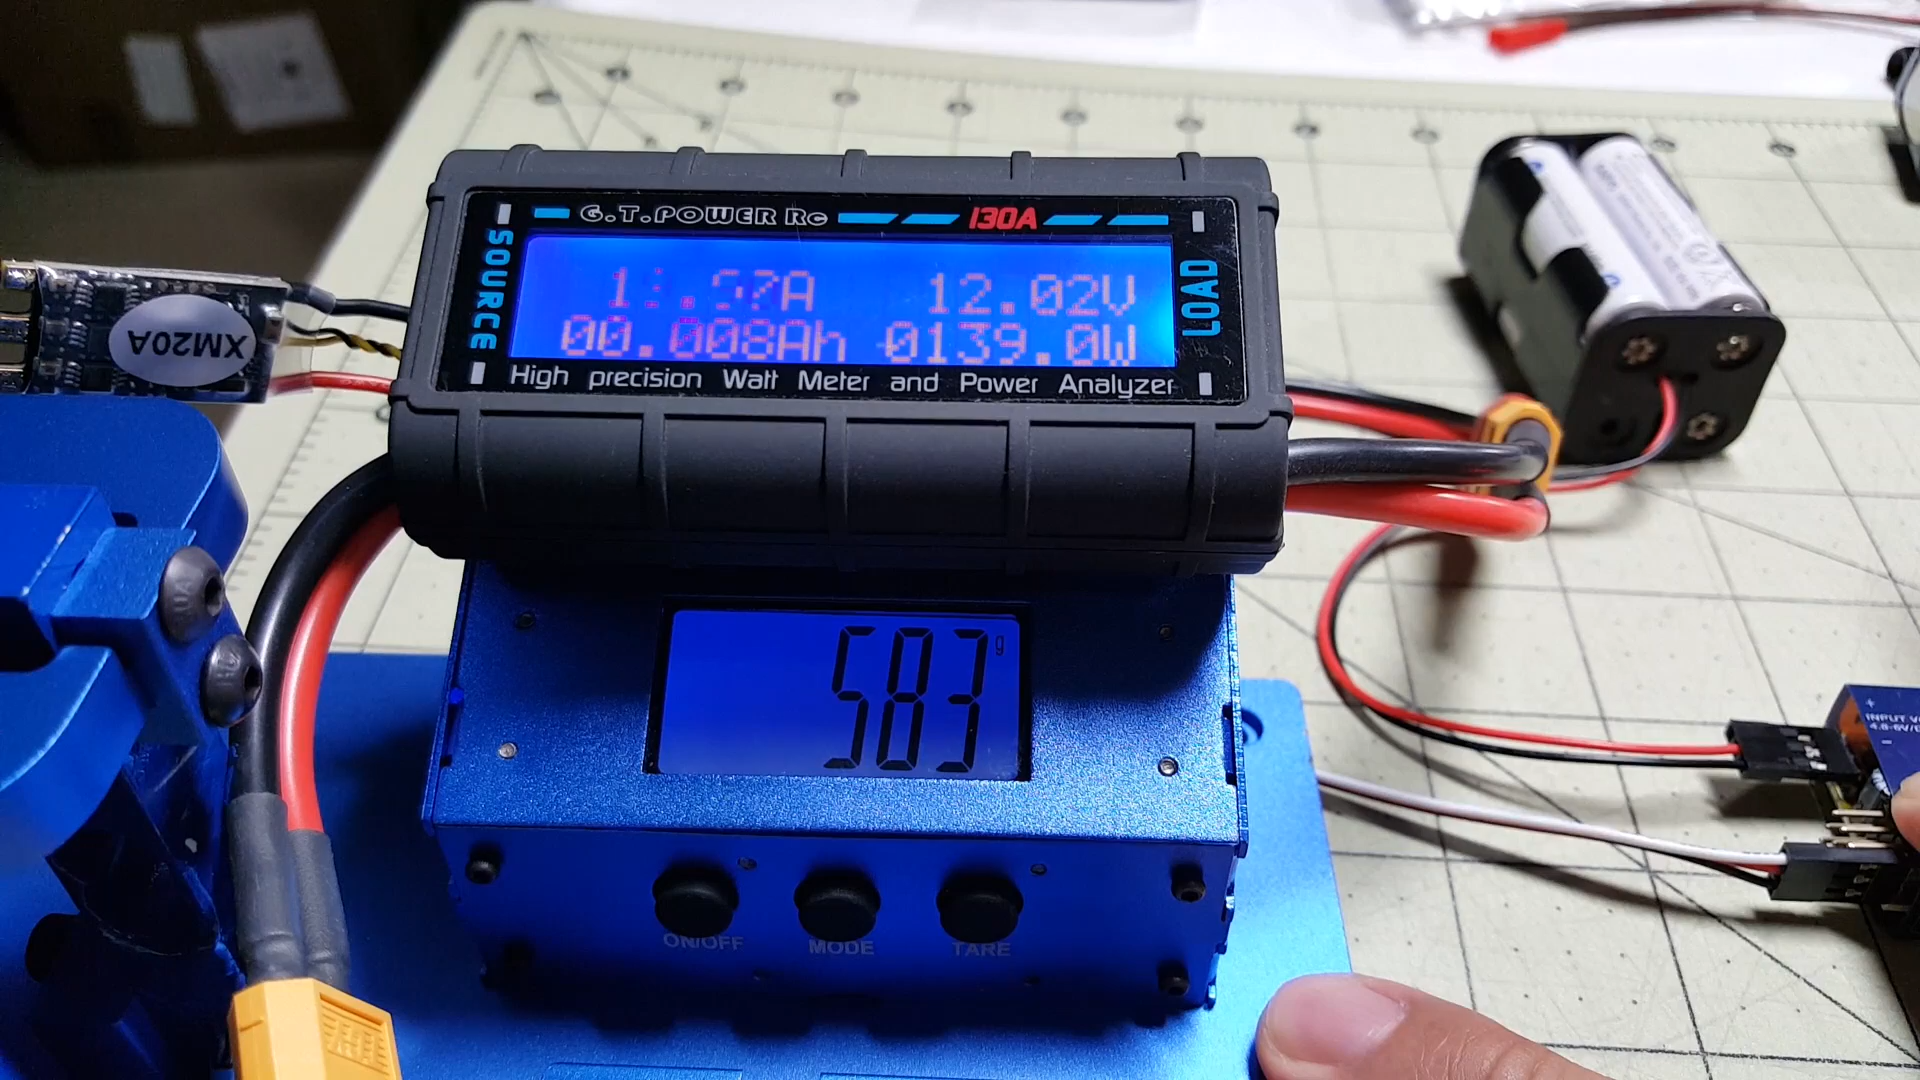 G.T.POWER RC 130A
SOURCE
12.02V
00.008Ah 0139.0W
LOAD
High precision Watt Meter and Power Analyzer
XM20A
583 g
ON/OFF MODE TARE
+
INPUT
-